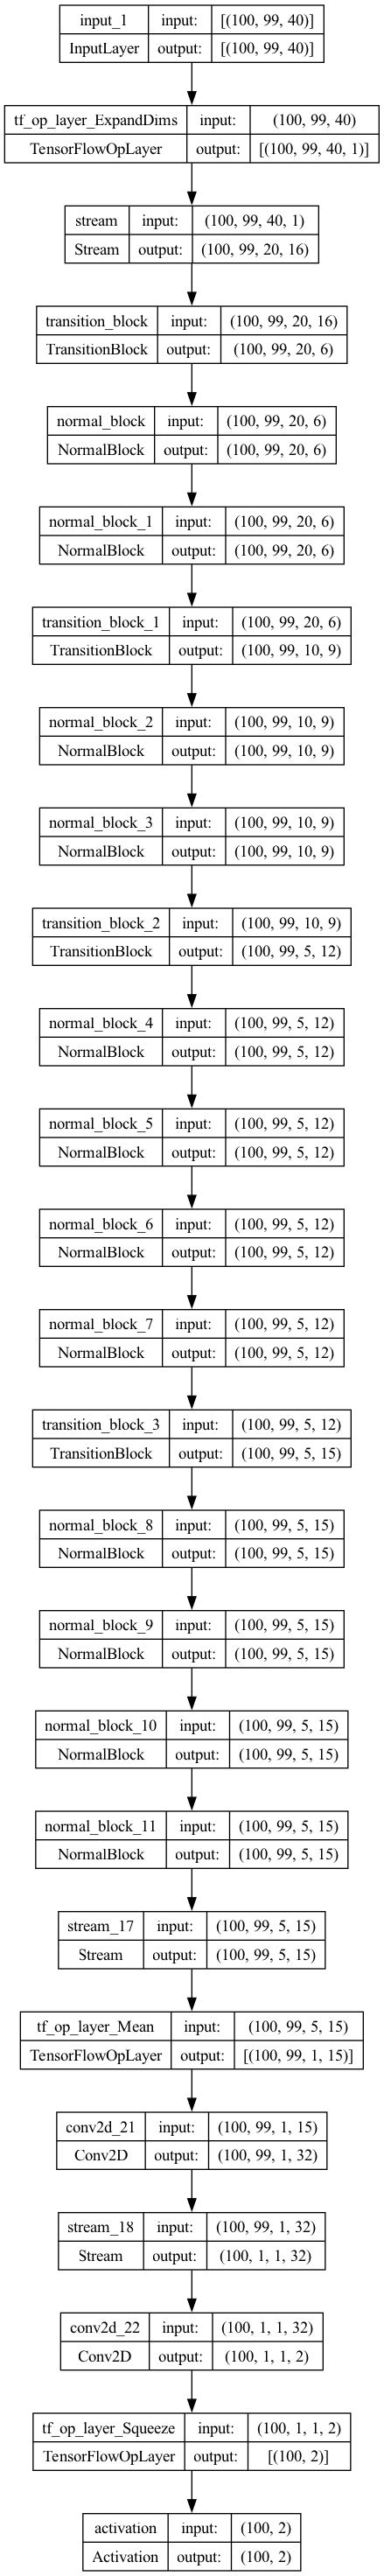 input_1 input: [(100, 99, 40)]
InputLayer output: [(100, 99, 40)]
tf_op_layer_ExpandDims input: (100, 99, 40)
TensorFlowOpLayer output: [(100, 99, 40, 1)]
stream input: (100, 99, 40, 1)
Stream output: (100, 99, 20, 16)
transition_block input: (100, 99, 20, 16)
TransitionBlock output: (100, 99, 20, 6)
normal_block input: (100, 99, 20, 6)
NormalBlock output: (100, 99, 20, 6)
normal_block_1 input: (100, 99, 20, 6)
NormalBlock output: (100, 99, 20, 6)
transition_block_1 input: (100, 99, 20, 6)
TransitionBlock output: (100, 99, 10, 9)
normal_block_2 input: (100, 99, 10, 9)
NormalBlock output: (100, 99, 10, 9)
normal_block_3 input: (100, 99, 10, 9)
NormalBlock output: (100, 99, 10, 9)
transition_block_2 input: (100, 99, 10, 9)
TransitionBlock output: (100, 99, 5, 12)
normal_block_4 input: (100, 99, 5, 12)
NormalBlock output: (100, 99, 5, 12)
normal_block_5 input: (100, 99, 5, 12)
NormalBlock output: (100, 99, 5, 12)
normal_block_6 input: (100, 99, 5, 12)
NormalBlock output: (100, 99, 5, 12)
normal_block_7 input: (100, 99, 5, 12)
NormalBlock output: (100, 99, 5, 12)
transition_block_3 input: (100, 99, 5, 12)
TransitionBlock output: (100, 99, 5, 15)
normal_block_8 input: (100, 99, 5, 15)
NormalBlock output: (100, 99, 5, 15)
normal_block_9 input: (100, 99, 5, 15)
NormalBlock output: (100, 99, 5, 15)
normal_block_10 input: (100, 99, 5, 15)
NormalBlock output: (100, 99, 5, 15)
normal_block_11 input: (100, 99, 5, 15)
NormalBlock output: (100, 99, 5, 15)
stream_17 input: (100, 99, 5, 15)
Stream output: (100, 99, 5, 15)
tf_op_layer_Mean input: (100, 99, 5, 15)
TensorFlowOpLayer output: [(100, 99, 1, 15)]
conv2d_21 input: (100, 99, 1, 15)
Conv2D output: (100, 99, 1, 32)
stream_18 input: (100, 99, 1, 32)
Stream output: (100, 1, 1, 32)
conv2d_22 input: (100, 1, 1, 32)
Conv2D output: (100, 1, 1, 2)
tf_op_layer_Squeeze input: (100, 1, 1, 2)
TensorFlowOpLayer output: [(100, 2)]
activation input: (100, 2)
Activation output: (100, 2)